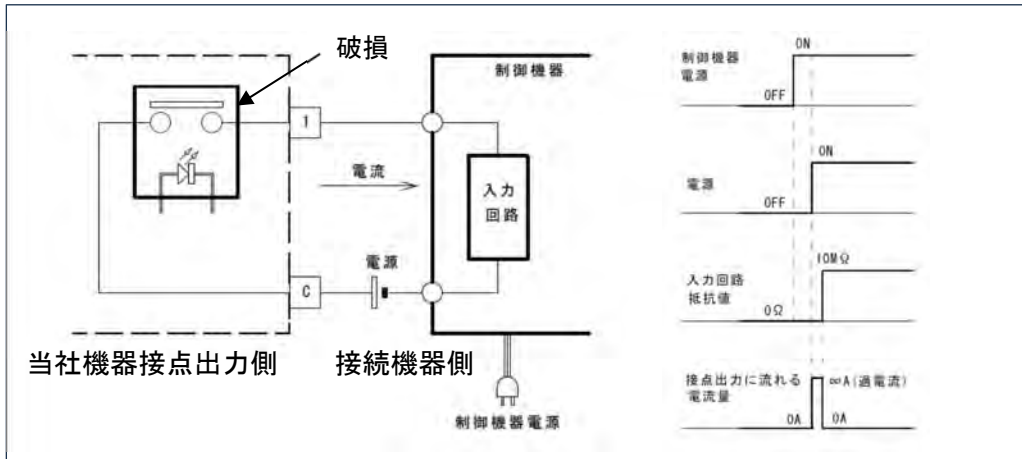 破損
制御機器
1
電流
入力
回路
電源
C
当社機器接点出力側
接続機器側
制御機器電源
制御機器
電源
ON
OFF
電源
ON
OFF
入力回路
抵抗値
10MΩ
0Ω
接点出力に流れる
電流量
∞A(過電流)
0A
0A